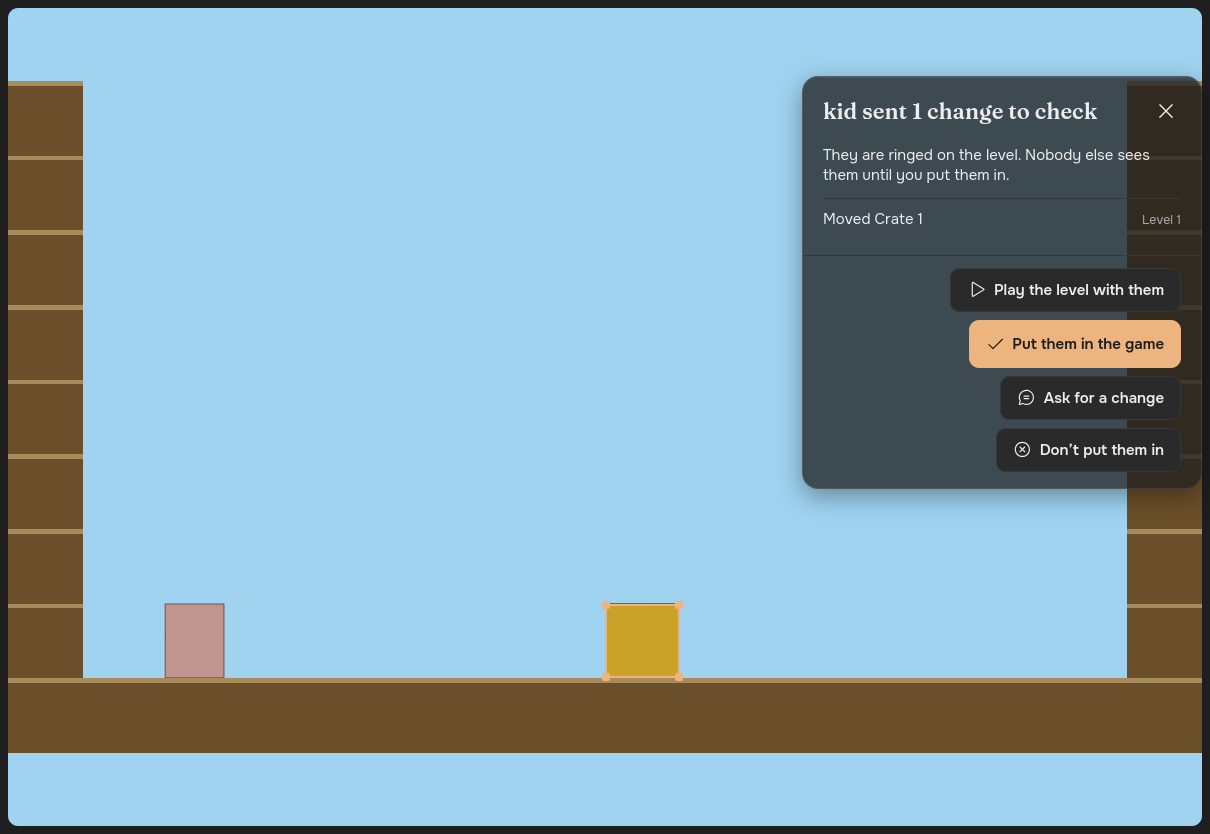 kid sent 1 change to check
They are ringed on the level. Nobody else sees
them until you put them in.
Moved Crate 1
Level 1
Play the level with them
Put them in the game
Ask for a change
Don’t put them in